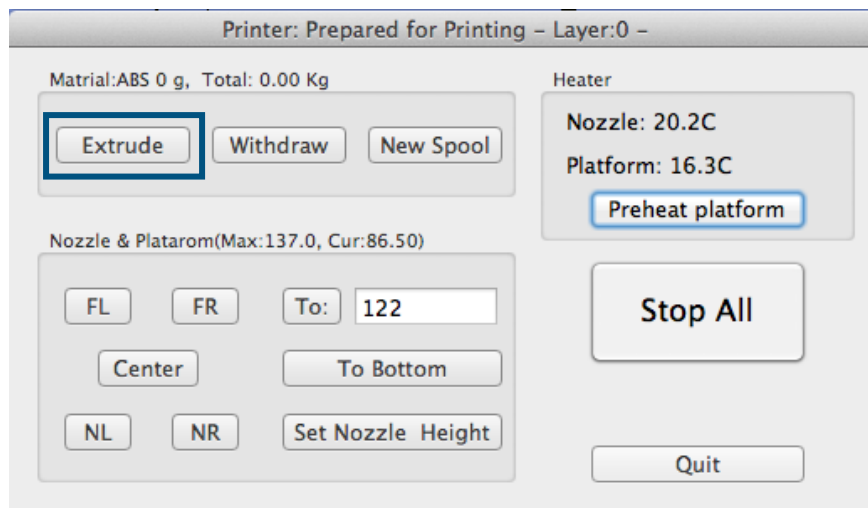 Printer: Prepared for Printing – Layer:0 –
Matrial:ABS 0 g, Total: 0.00 Kg
Extrude Withdraw New Spool
Heater
Nozzle: 20.2C
Platform: 16.3C
Preheat platform
Nozzle & Platarom(Max:137.0, Cur:86.50)
FL FR To: 122
Center To Bottom
NL NR Set Nozzle Height
Stop All
Quit